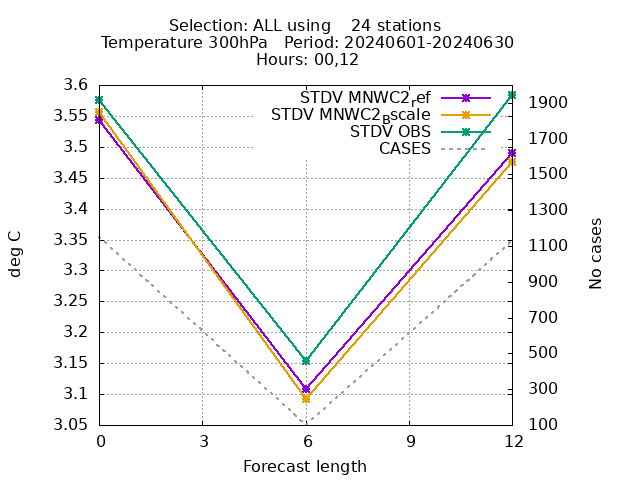 Selection: ALL using    24 stations
Temperature 300hPa   Period: 20240601-20240630
Hours: 00,12
STDV MNWC2_ref
STDV MNWC2_Bscale
STDV OBS
CASES
3.6
3.55
3.5
3.45
3.4
3.35
3.3
3.25
3.2
3.15
3.1
3.05
deg C
1900
1700
1500
1300
1100
900
700
500
300
100
No cases
0 3 6 9 12
Forecast length